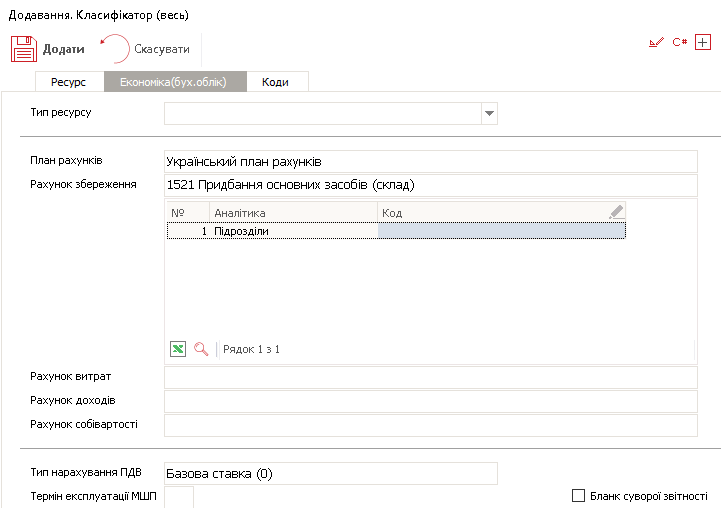 Додавання. Класифікатор (весь)
Додати Скасувати C#
Ресурс Економіка(бух.облік) Коди
Тип ресурсу
План рахунків Український план рахунків
Рахунок збереження 1521 Придбання основних засобів (склад)
№ Аналітика Код
1 Підрозділи
Рядок 1 з 1
Рахунок витрат
Рахунок доходів
Рахунок собівартості
Тип нарахування ПДВ Базова ставка (0)
Термін експлуатації МШП Бланк суворої звітності